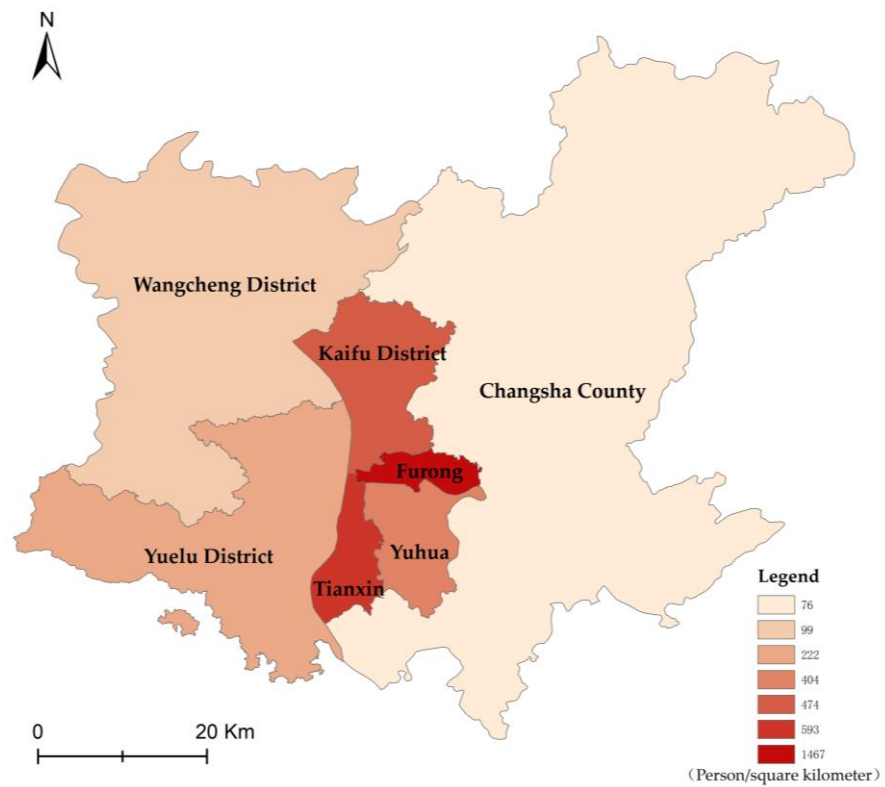 N
Wangcheng District
Kaifu District
Changsha County
Furong
Yuelu District
Yuhua
Tianxin
Legend
76
99
222
404
474
593
1467
（Person/square kilometer）
0 20 Km